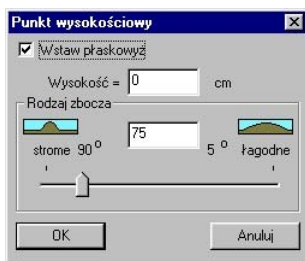 Punkt wysokościowy
Wstaw płaskowyż
Wysokość = 0 cm
Rodzaj zbocza
75
strome 90 o 5 o łagodne
OK Anuluj